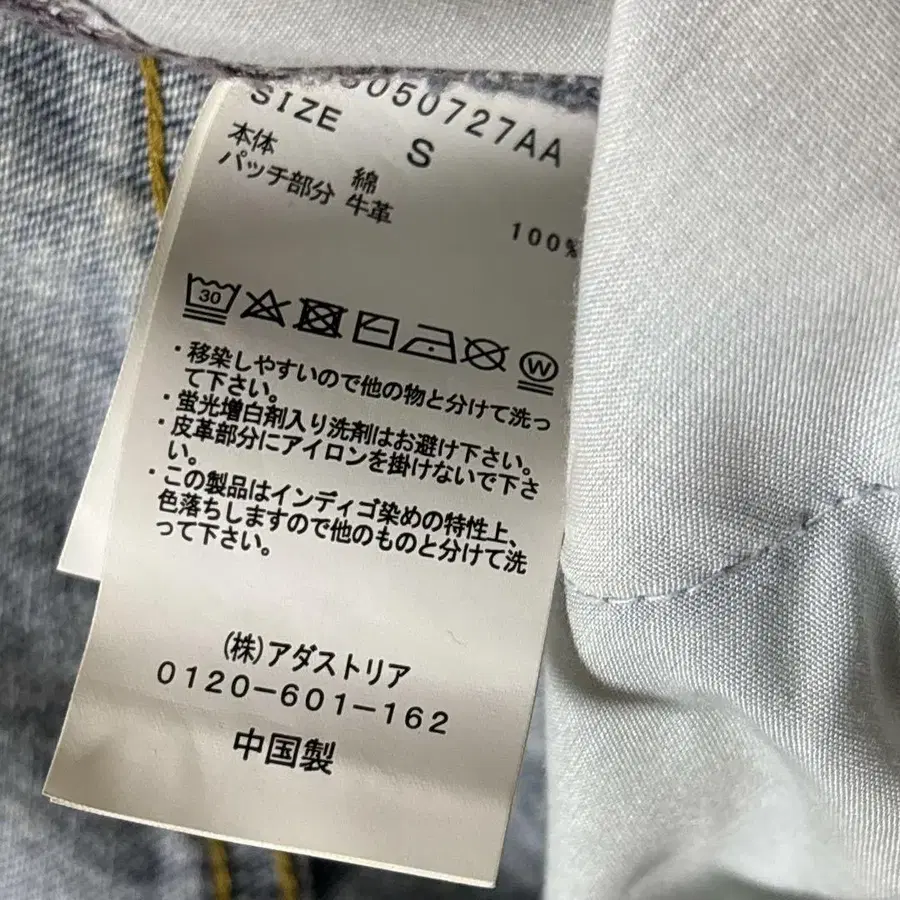 3050727AA
SIZE S
本体 綿 100%
パッチ部分 牛革
30
W
・移染しやすいので他の物と分けて洗っ
て下さい。
・蛍光増白剤入り洗剤はお避け下さい。
・皮革部分にアイロンを掛けないで下さ
い。
・この製品はインディゴ染めの特性上、
色落ちしますので他のものと分けて洗
って下さい。
(株)アダストリア
0120-601-162
中国製